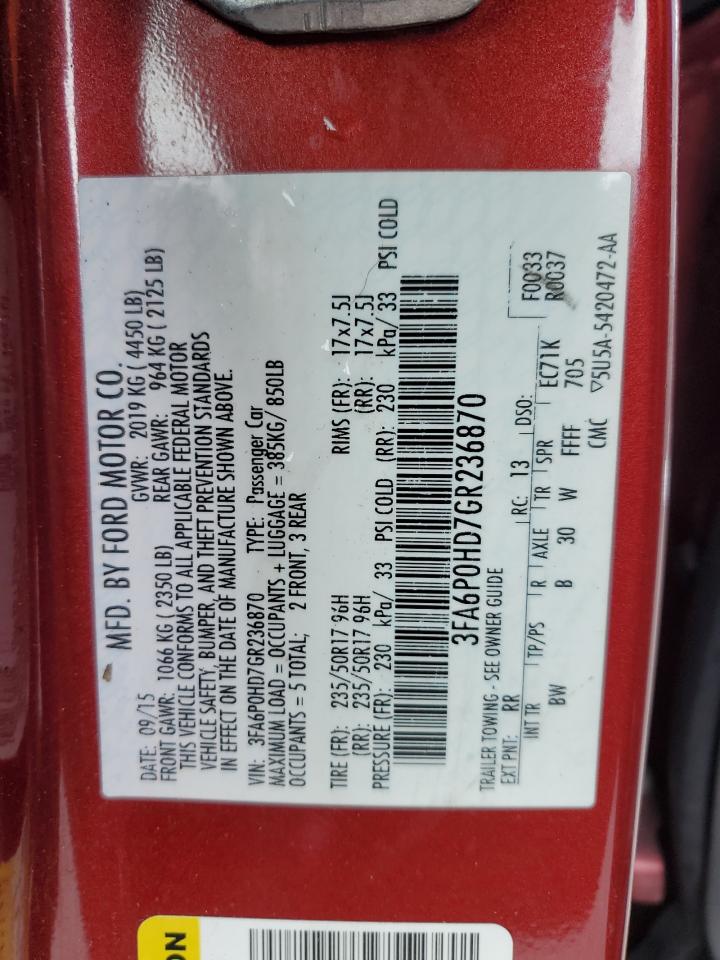 MFD. BY FORD MOTOR CO.
DATE: 09/15 GVWR: 2019 KG ( 4450 LB)
FRONT GAWR: 1066 KG ( 2350 LB) REAR GAWR: 964 KG ( 2125 LB)
THIS VEHICLE CONFORMS TO ALL APPLICABLE FEDERAL MOTOR
VEHICLE SAFETY, BUMPER, AND THEFT PREVENTION STANDARDS
IN EFFECT ON THE DATE OF MANUFACTURE SHOWN ABOVE.
VIN: 3FA6P0HD7GR236870 TYPE: Passenger Car
MAXIMUM LOAD = OCCUPANTS + LUGGAGE = 385KG/ 850LB
OCCUPANTS = 5 TOTAL; 2 FRONT, 3 REAR
TIRE (FR): 235/50R17 96H RIMS (FR): 17x7.5J
(RR): 235/50R17 96H (RR): 17x7.5J
PRESSURE (FR): 230 kPa/ 33 PSI COLD (RR): 230 kPa/ 33 PSI COLD
3FA6P0HD7GR236870
TRAILER TOWING - SEE OWNER GUIDE
EXT PNT: RR RC: 13 DSO: F0033
R0037
INT TR TP/PS R AXLE TR SPR EC71K
BW B 30 W FFFF 705
CMC ▽5U5A-5420472-AA
ON